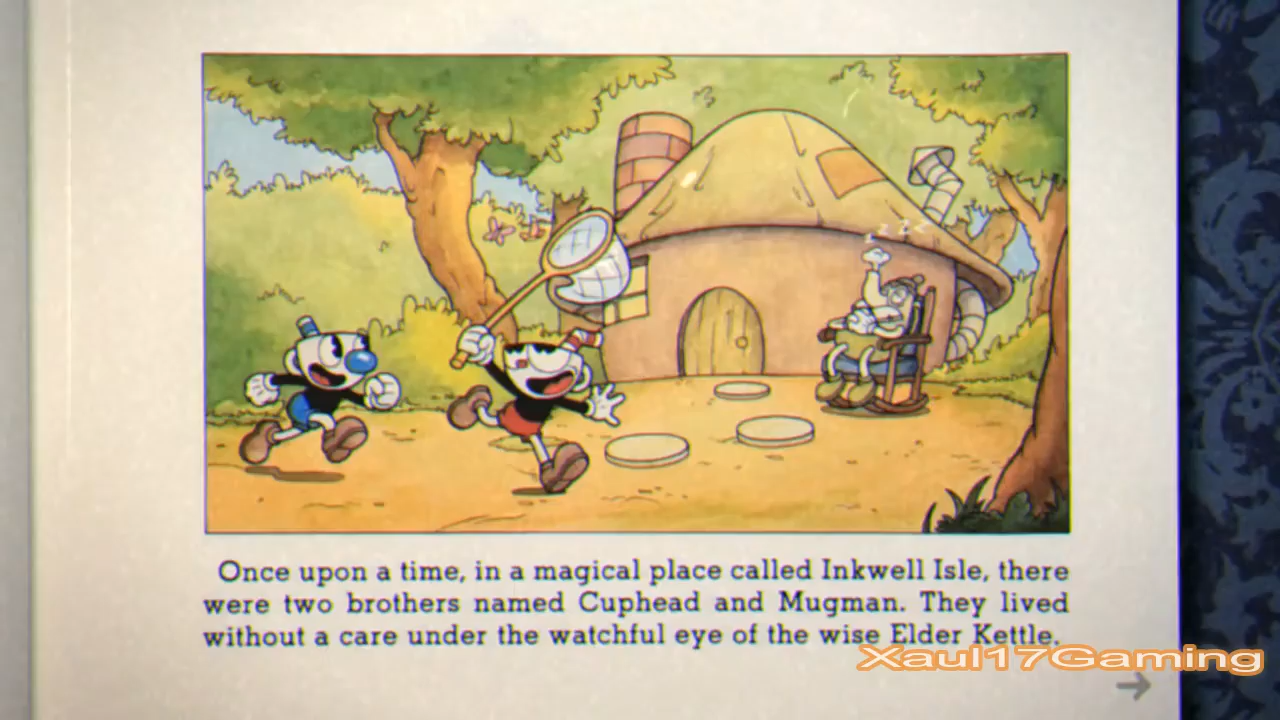 z z z z
Once upon a time, in a magical place called Inkwell Isle, there
were two brothers named Cuphead and Mugman. They lived
without a care under the watchful eye of the wise Elder Kettle.
Xaul17Gaming